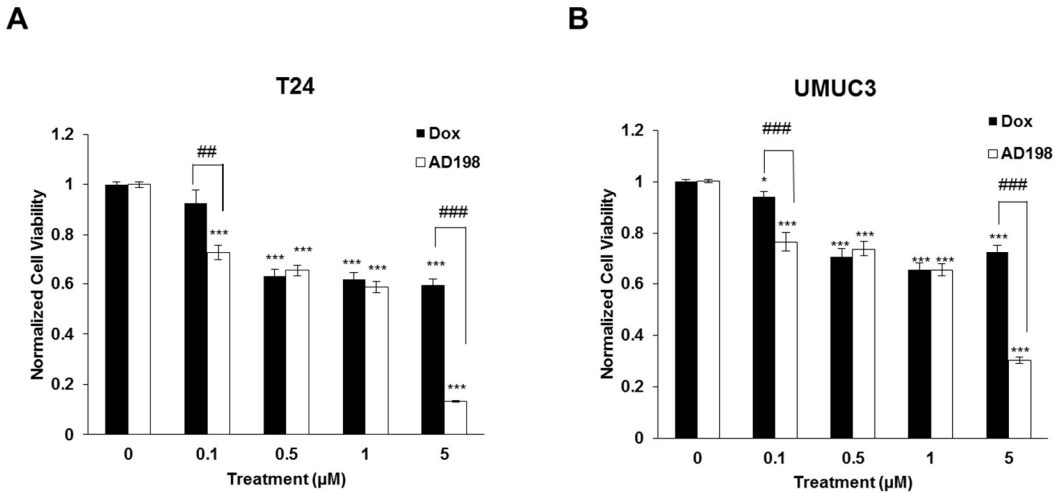 A
T24
Normalized Cell Viability
1.2
1
0.8
0.6
0.4
0.2
0
Dox
AD198
##
###
***
***
***
***
***
***
***
0 0.1 0.5 1 5
Treatment (µM)
B
UMUC3
Normalized Cell Viability
1.2
1
0.8
0.6
0.4
0.2
0
Dox
AD198
###
###
*
***
***
***
***
***
***
***
0 0.1 0.5 1 5
Treatment (µM)